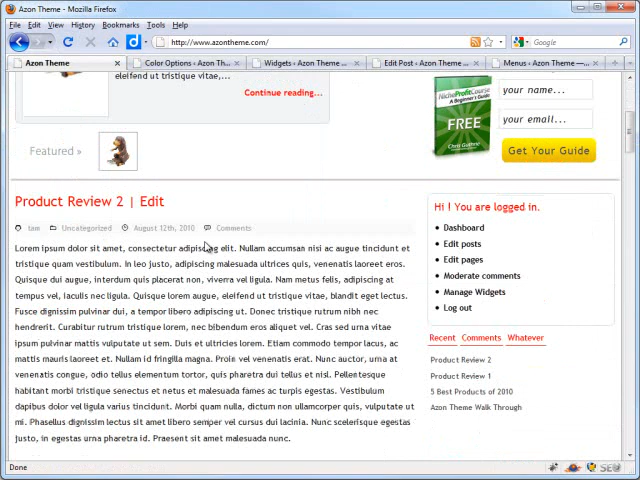 Azon Theme - Mozilla Firefox
File Edit View History Bookmarks Tools Help
http://www.azontheme.com/
Google
Azon Theme
Color Options ‹ Azon Th...
Widgets ‹ Azon Theme ...
Edit Post ‹ Azon Theme ...
Menus ‹ Azon Theme —...
eleifend ut tristique vitae,...
Continue reading...
Featured »
NicheProfitCourse
A Beginner's Guide
FREE
Chris Guthrie
your name...
your email...
Get Your Guide
Product Review 2 | Edit
Uncategorized
August 12th, 2010
Comments
Lorem ipsum dolor sit amet, consectetur adipiscing elit. Nullam accumsan nisi ac augue tincidunt et
tristique quam vestibulum. In leo justo, adipiscing malesuada ultrices quis, venenatis laoreet eros.
Quisque dui augue, interdum quis placerat non, viverra vel ligula. Nam metus felis, adipiscing at
tempus vel, iaculis nec ligula. Quisque lorem augue, eleifend ut tristique vitae, blandit eget lectus.
Fusce dignissim pulvinar dui, a tempor libero adipiscing ut. Donec tristique rutrum nibh nec
hendrerit. Curabitur rutrum tristique lorem, nec bibendum eros aliquet vel. Cras sed urna vitae
ipsum pulvinar mattis vulputate ut sem. Duis et ultricies lorem. Etiam commodo tempor lacus, ac
mattis mauris laoreet et. Nullam id fringilla magna. Proin vel venenatis erat. Nunc auctor, urna at
venenatis congue, odio tellus elementum tortor, quis pharetra dui tellus et nisl. Pellentesque
habitant morbi tristique senectus et netus et malesuada fames ac turpis egestas. Vestibulum
dapibus dolor vel ligula varius tincidunt. Morbi quam nulla, dictum non ullamcorper quis, vulputate ut
mi. Phasellus dignissim lectus sit amet libero semper vel cursus dui lacinia. Morbi scelerisque egestas
justo, in egestas urna pharetra id. Praesent sit amet malesuada nunc.
Hi ! You are logged in.
Dashboard
Edit posts
Edit pages
Moderate comments
Manage Widgets
Log out
Recent Comments Whatever
Product Review 2
Product Review 1
5 Best Products of 2010
Azon Theme Walk Through
Done
SEO